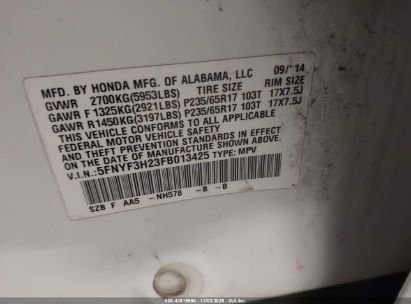 MFD. BY HONDA MFG. OF ALABAMA, LLC 09/'14
GVWR 2700KG(5953LBS) TIRE SIZE RIM SIZE
GAWR F 1325KG(2921LBS) P235/65R17 103T 17X7.5J
GAWR R1450KG(3197LBS) P235/65R17 103T 17X7.5J
THIS VEHICLE CONFORMS TO ALL APPLICABLE
FEDERAL MOTOR VEHICLE SAFETY
AND THEFT PREVENTION STANDARDS IN
EFFECT ON THE DATE OF MANUFACTURE SHOWN ABOVE.
V.I.N.: 5FNYF3H23FB013425 TYPE: MPV
SZB F AA5 -NH578 -B -B